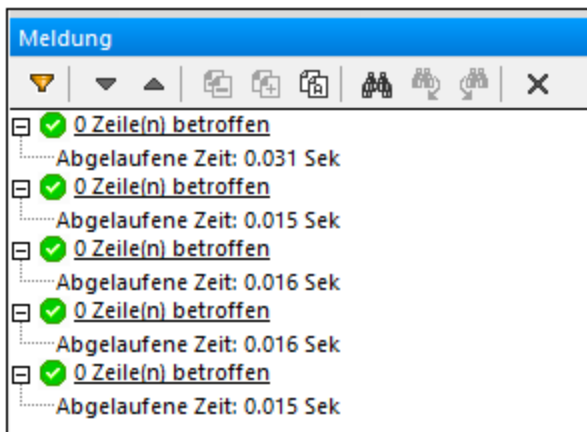 Meldung
0 Zeile(n) betroffen
Abgelaufene Zeit: 0.031 Sek
0 Zeile(n) betroffen
Abgelaufene Zeit: 0.015 Sek
0 Zeile(n) betroffen
Abgelaufene Zeit: 0.016 Sek
0 Zeile(n) betroffen
Abgelaufene Zeit: 0.016 Sek
0 Zeile(n) betroffen
Abgelaufene Zeit: 0.015 Sek